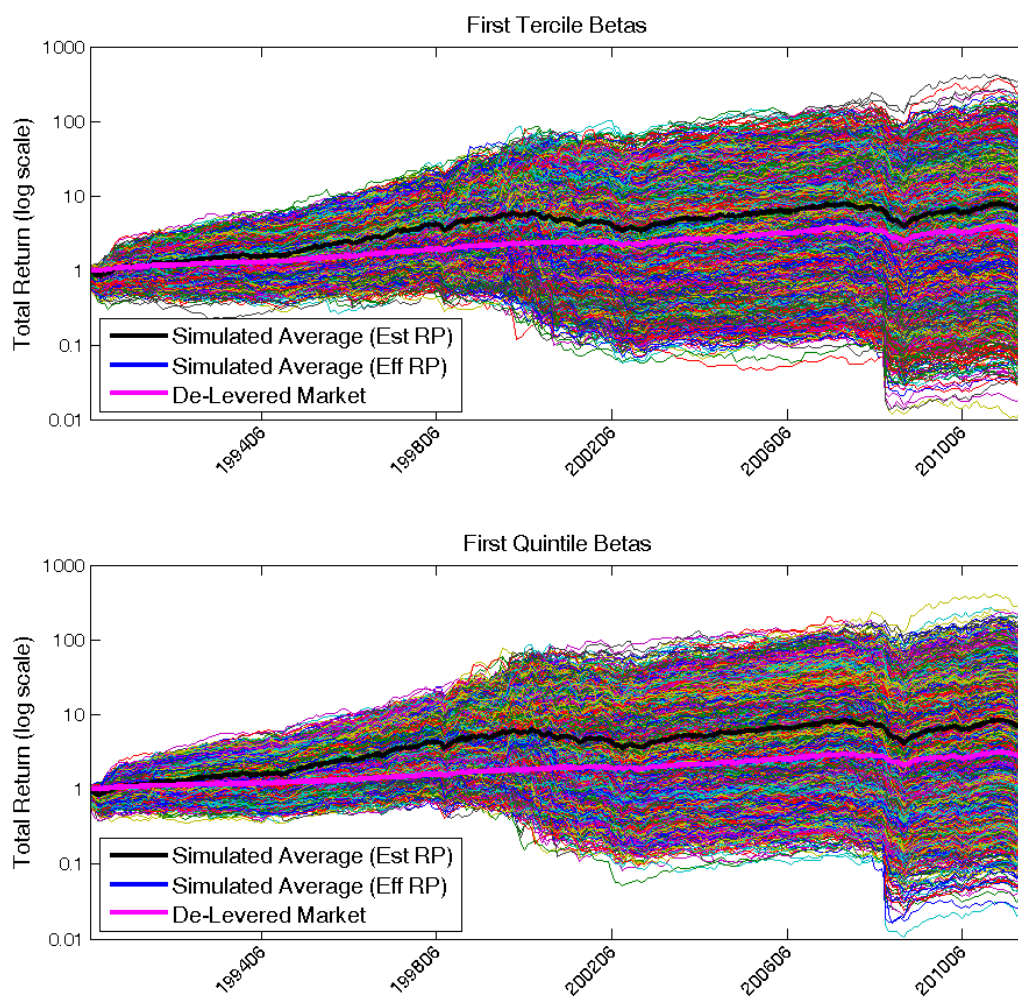 First Tercile Betas
Total Return (log scale)
1000
100
10
1
0.1
0.01
Simulated Average (Est RP)
Simulated Average (Eff RP)
De-Levered Market
199406
199806
200206
200606
201006
First Quintile Betas
Total Return (log scale)
1000
100
10
1
0.1
0.01
Simulated Average (Est RP)
Simulated Average (Eff RP)
De-Levered Market
199406
199806
200206
200606
201006